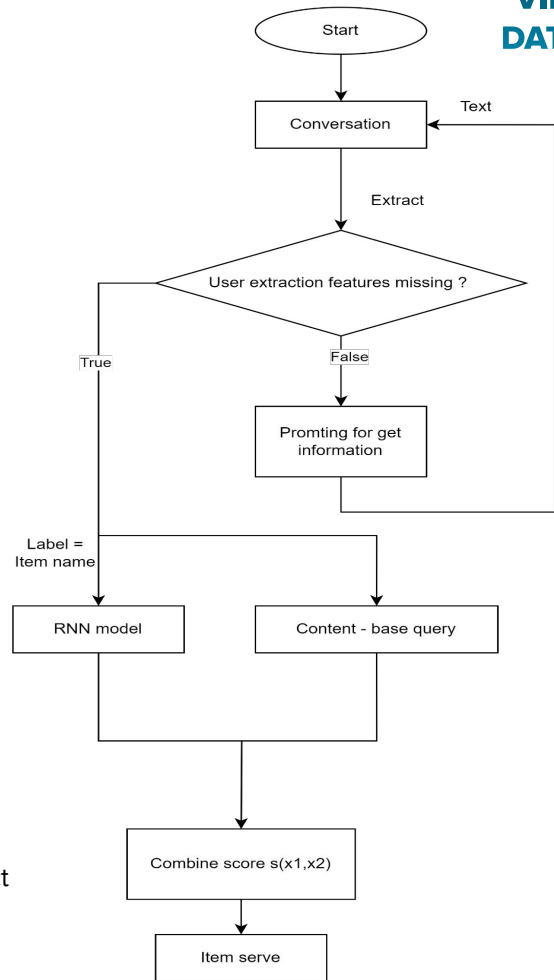 DAT
Start
Text
Conversation
Extract
User extraction features missing ?
True
False
Promting for get
information
Label =
Item name
RNN model
Content - base query
Combine score s(x1,x2)
Item serve